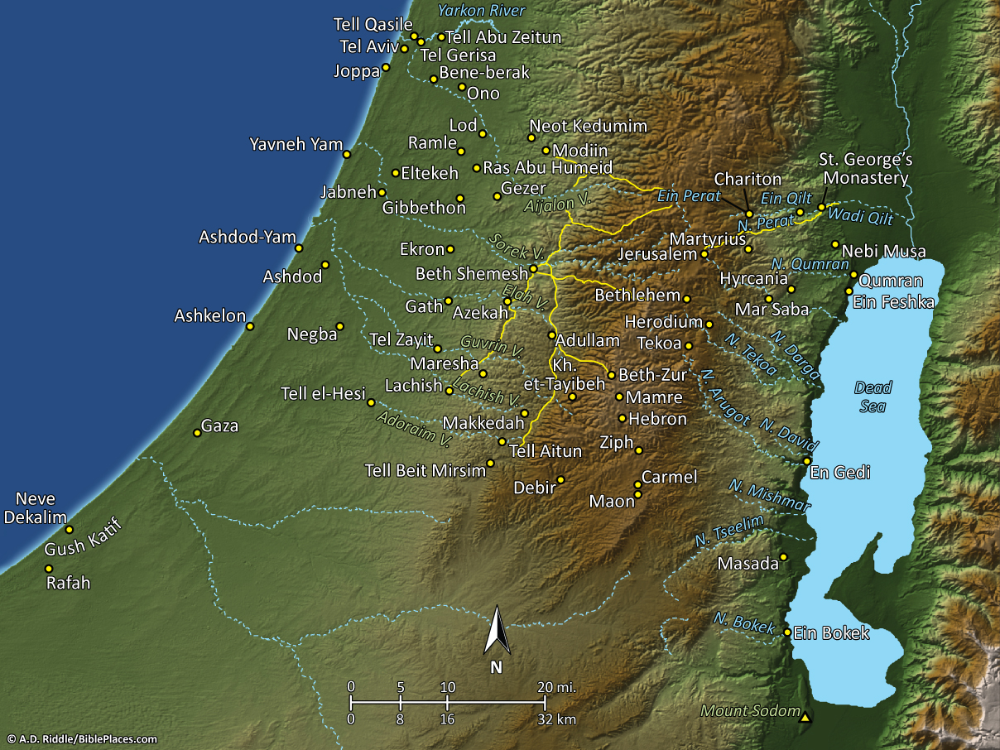 Yarkon River
Tell Qasile
Tell Abu Zeitun
Tel Aviv
Tel Gerisa
Joppa
Bene-berak
Ono
Lod
Neot Kedumim
Yavneh Yam
Ramle
Modiin
St. George's
Monastery
Eltekeh
Ras Abu Humeid
Chariton
Jabneh
Gezer
Gibbethon
Aijalon V.
Ein Perat
Ein Qilt
Wadi Qilt
N. Perat
Ashdod-Yam
Ekron
Sorek V.
Martyrius
Jerusalem
Nebi Musa
Ashdod
Beth Shemesh
N. Qumran
Hyrcania
Qumran
Elah V.
Bethlehem
Ein Feshka
Gath
Azekah
Mar Saba
Ashkelon
Herodium
Negba
Tel Zayit
Guvrin V.
Adullam
Tekoa
N. Tekoa
N. Darga
Maresha
Kh.
et-Tayibeh
Beth-Zur
Lachish
Lachish V.
Tell el-Hesi
Mamre
N. Arugot
Dead
Sea
Adoraim V.
Makkedah
Hebron
Gaza
N. David
Ziph
Tell Aitun
Tell Beit Mirsim
En Gedi
Debir
Carmel
Maon
N. Mishmar
Neve
Dekalim
Gush Katif
N. Tseelim
Rafah
Masada
N. Bokek
Ein Bokek
N
0 5 10 20 mi.
0 8 16 32 km
Mount Sodom
© A.D. Riddle/BiblePlaces.com